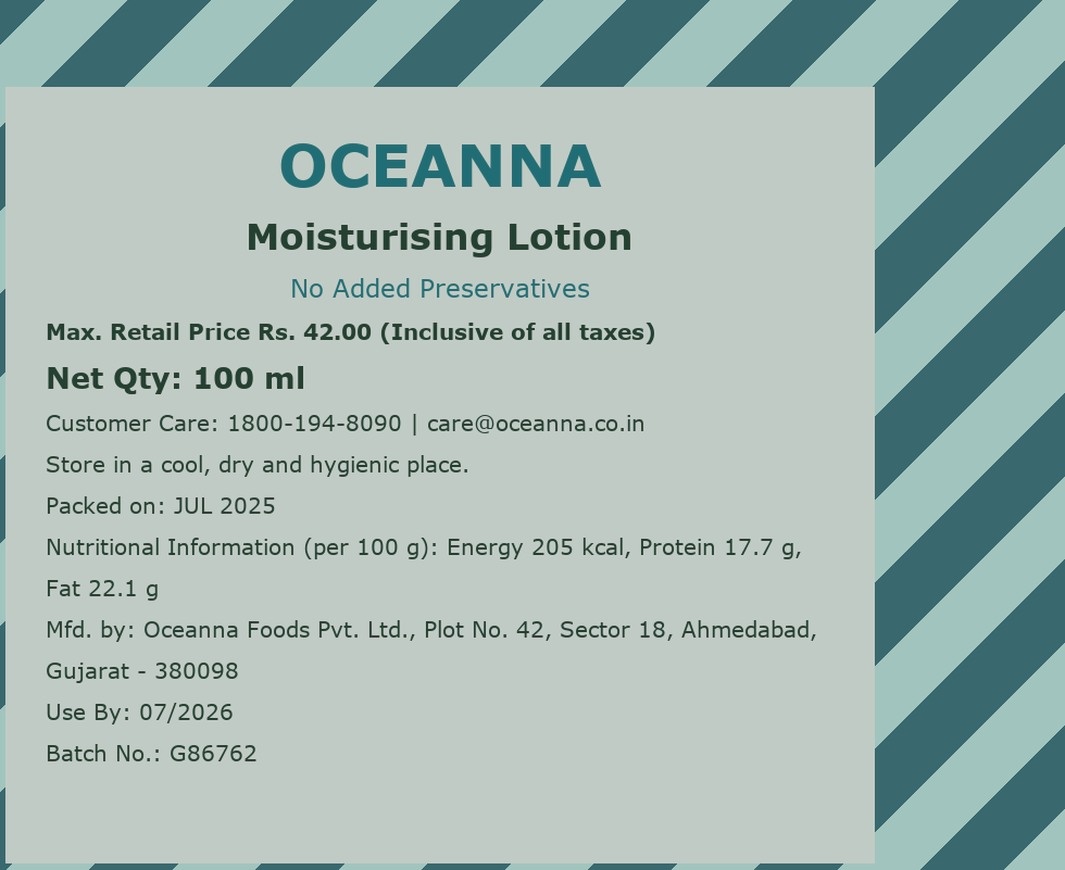 OCEANNA
Moisturising Lotion
No Added Preservatives
Max. Retail Price Rs. 42.00 (Inclusive of all taxes)
Net Qty: 100 ml
Customer Care: 1800-194-8090 | care@oceanna.co.in
Store in a cool, dry and hygienic place.
Packed on: JUL 2025
Nutritional Information (per 100 g): Energy 205 kcal, Protein 17.7 g,
Fat 22.1 g
Mfd. by: Oceanna Foods Pvt. Ltd., Plot No. 42, Sector 18, Ahmedabad,
Gujarat - 380098
Use By: 07/2026
Batch No.: G86762